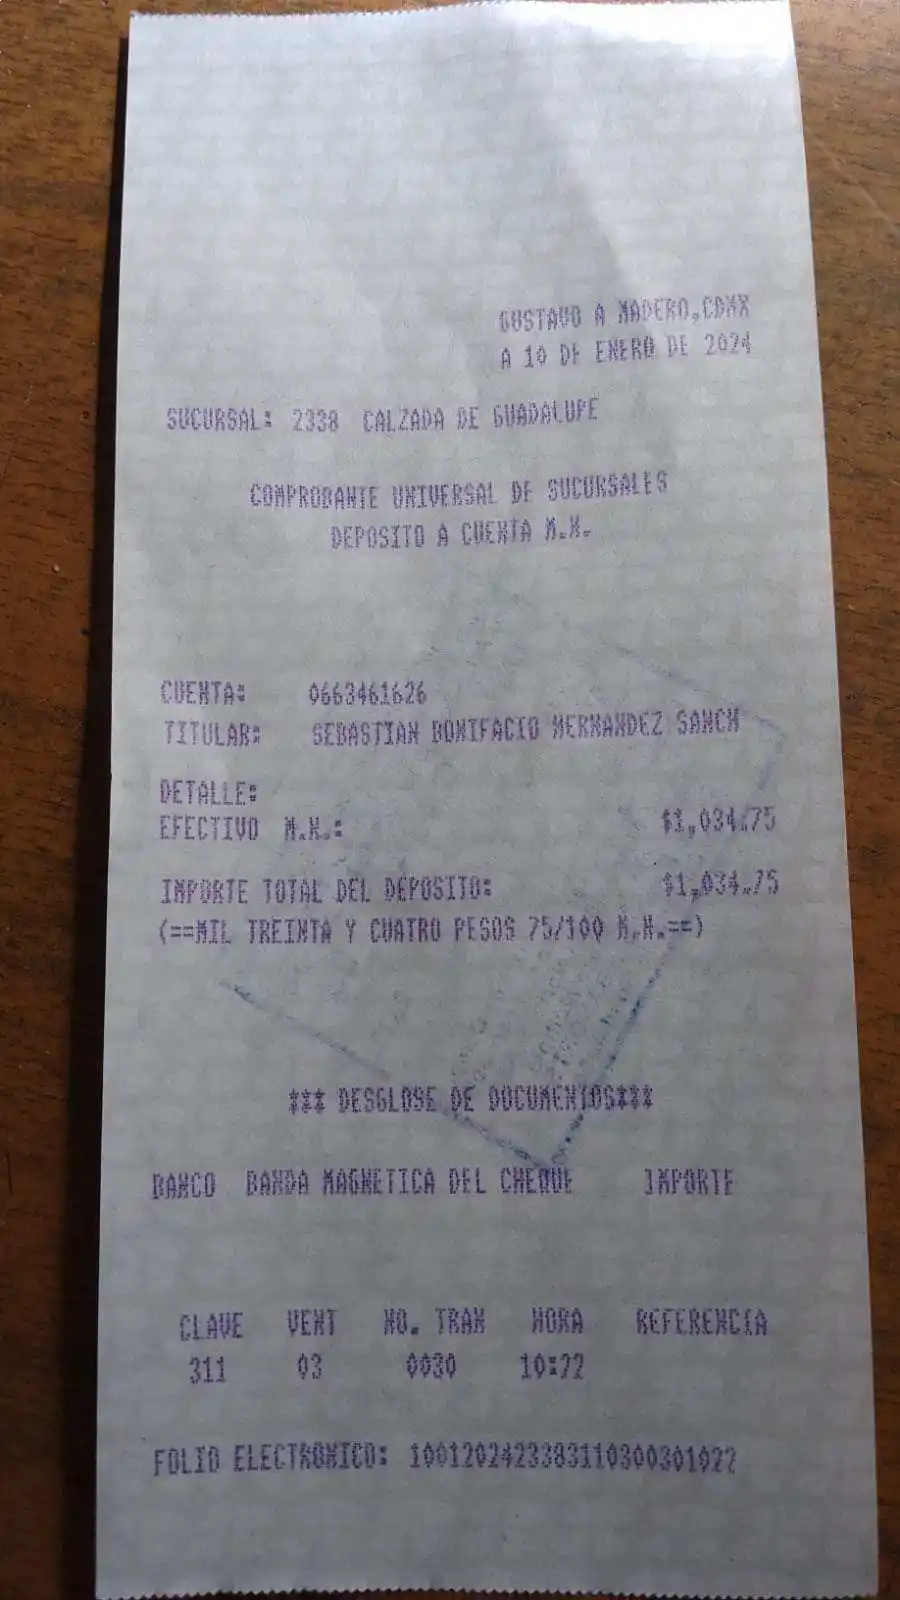 GUSTAVO A MADERO,CDMX
A 10 DE ENERO DE 2024
SUCURSAL: 2338 CALZADA DE GUADALUPE
COMPROBANTE UNIVERSAL DE SUCURSALES
DEPOSITO A CUENTA M.N.
CUENTA: 0663461626
TITULAR: SEBASTIAN BONIFACIO HERNANDEZ SANCH
DETALLE:
EFECTIVO M.N.: $1,034.75
IMPORTE TOTAL DEL DEPOSITO: $1,034.75
(==MIL TREINTA Y CUATRO PESOS 75/100 M.N.==)
*** DESGLOSE DE DOCUMENTOS***
BANCO BANDA MAGNETICA DEL CHEQUE IMPORTE
CLAVE VENT NO. TRAN HORA REFERENCIA
311 03 0030 10:22
FOLIO ELECTRONICO: 1001202423383110300301022